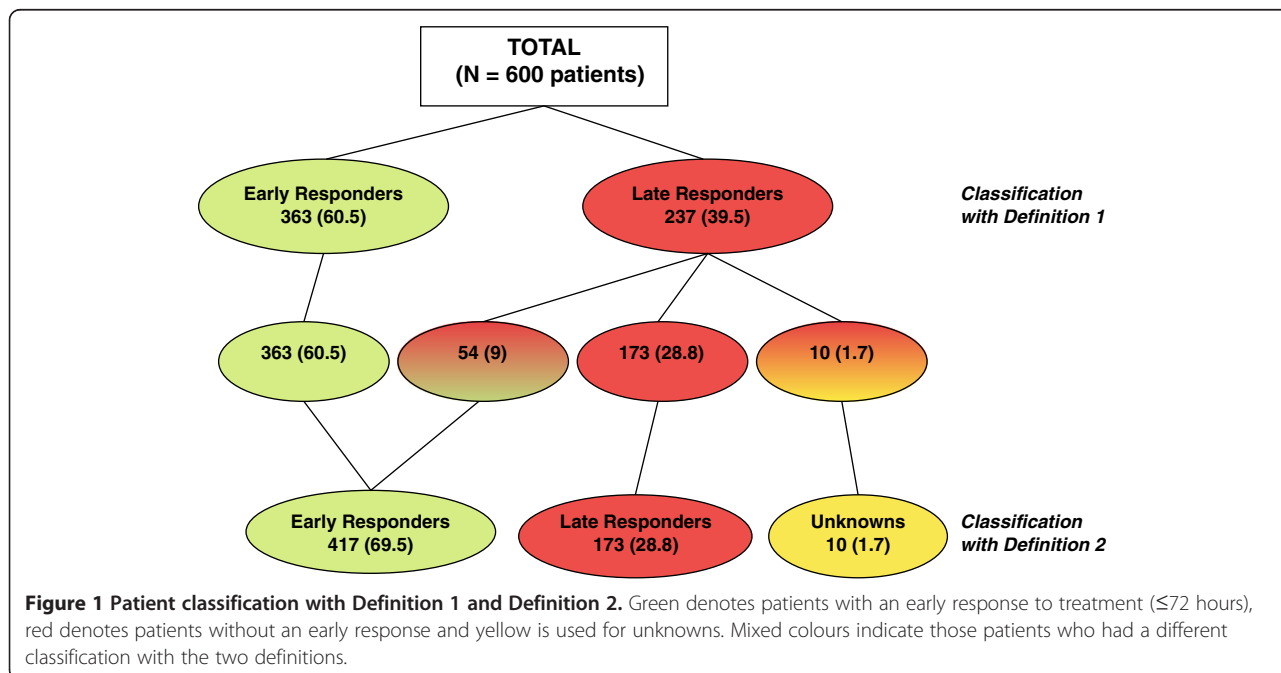 TOTAL
(N = 600 patients)
Early Responders
363 (60.5)
Late Responders
237 (39.5)
Classification
with Definition 1
363 (60.5)
54 (9)
173 (28.8)
10 (1.7)
Early Responders
417 (69.5)
Late Responders
173 (28.8)
Unknowns
10 (1.7)
Classification
with Definition 2
Figure 1 Patient classification with Definition 1 and Definition 2. Green denotes patients with an early response to treatment (≤72 hours),
red denotes patients without an early response and yellow is used for unknowns. Mixed colours indicate those patients who had a different
classification with the two definitions.